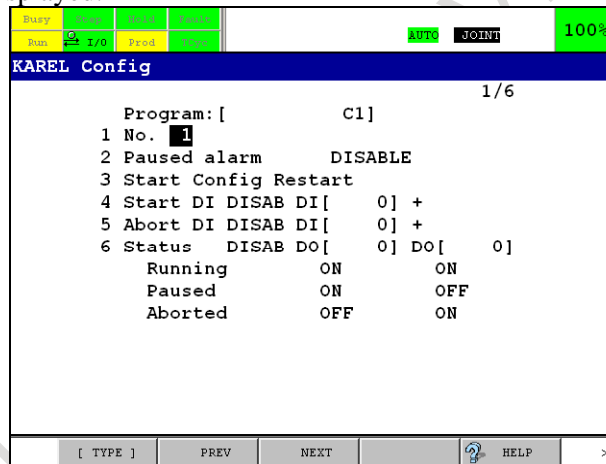 Busy Step Hold Fault
Run I/O Prod TCyc
AUTO JOINT 100%
KAREL Config
1/6
Program:[ C1]
1 No. 1
2 Paused alarm DISABLE
3 Start Config Restart
4 Start DI DISAB DI[ 0] +
5 Abort DI DISAB DI[ 0] +
6 Status DISAB DO[ 0] DO[ 0]
Running ON ON
Paused ON OFF
Aborted OFF ON
[ TYPE ] PREV NEXT HELP >